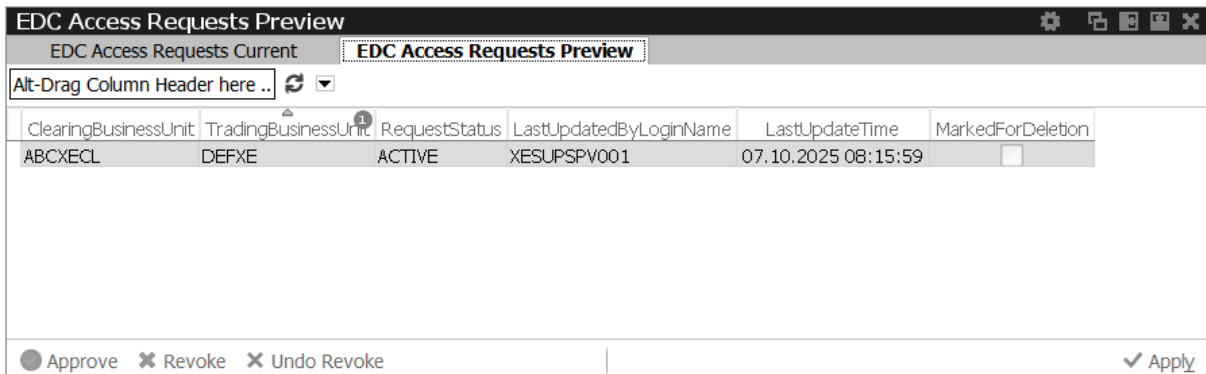 EDC Access Requests Preview
EDC Access Requests Current EDC Access Requests Preview
Alt-Drag Column Header here ..
ClearingBusinessUnit TradingBusinessUnit 1 RequestStatus LastUpdatedByLoginName LastUpdateTime MarkedForDeletion
ABCXECL DEFXE ACTIVE XESUPSPV001 07.10.2025 08:15:59
Approve Revoke Undo Revoke Apply